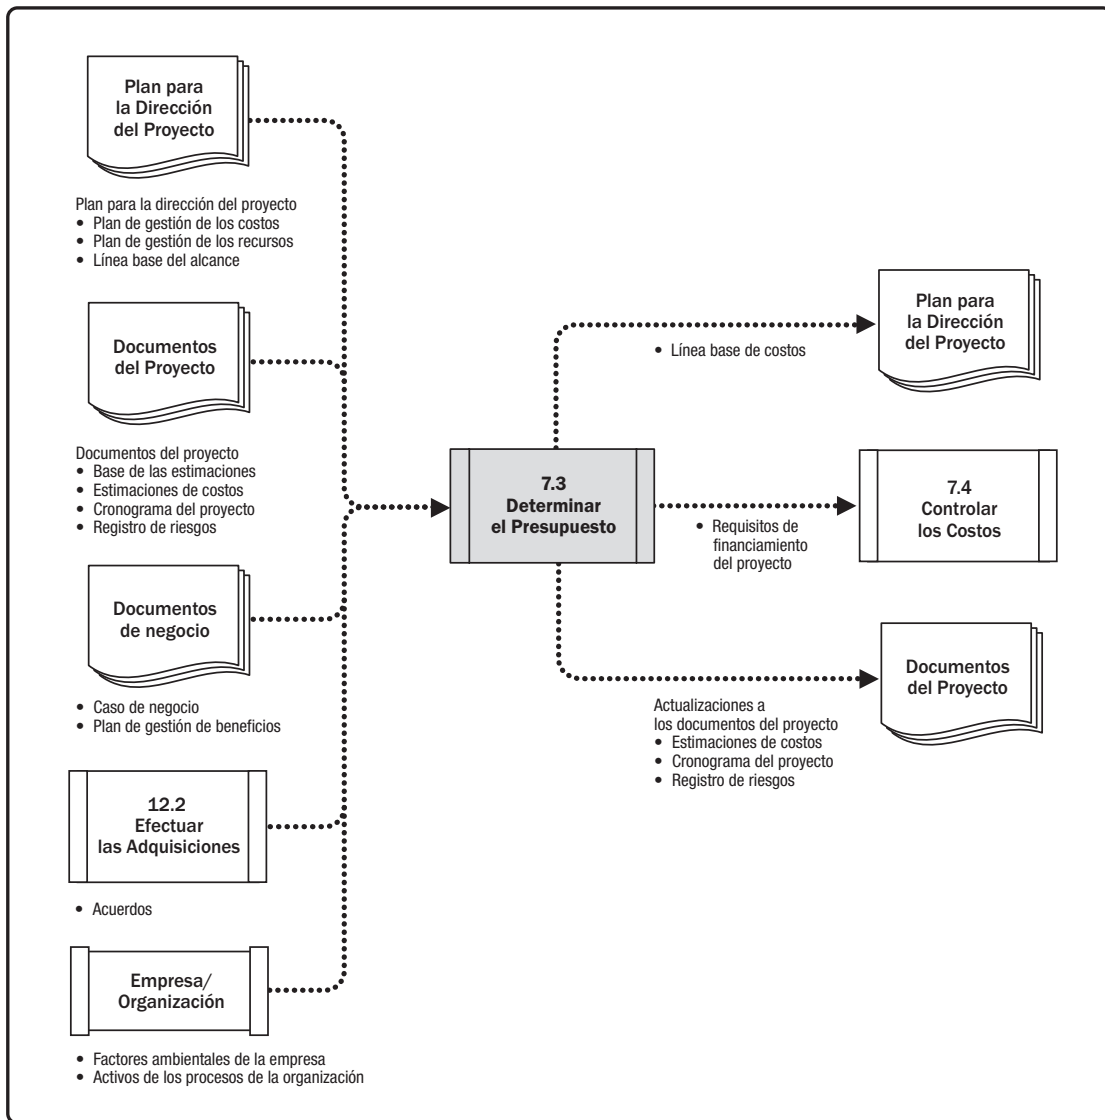 Plan para
la Dirección
del Proyecto
Plan para la dirección del proyecto
• Plan de gestión de los costos
• Plan de gestión de los recursos
• Línea base del alcance
Documentos
del Proyecto
Documentos del proyecto
• Base de las estimaciones
• Estimaciones de costos
• Cronograma del proyecto
• Registro de riesgos
Documentos
de negocio
• Caso de negocio
• Plan de gestión de beneficios
12.2
Efectuar
las Adquisiciones
• Acuerdos
Empresa/
Organización
• Factores ambientales de la empresa
• Activos de los procesos de la organización
7.3
Determinar
el Presupuesto
• Línea base de costos
Plan para
la Dirección
del Proyecto
• Requisitos de
financiamiento
del proyecto
7.4
Controlar
los Costos
Actualizaciones a
los documentos del proyecto
• Estimaciones de costos
• Cronograma del proyecto
• Registro de riesgos
Documentos
del Proyecto